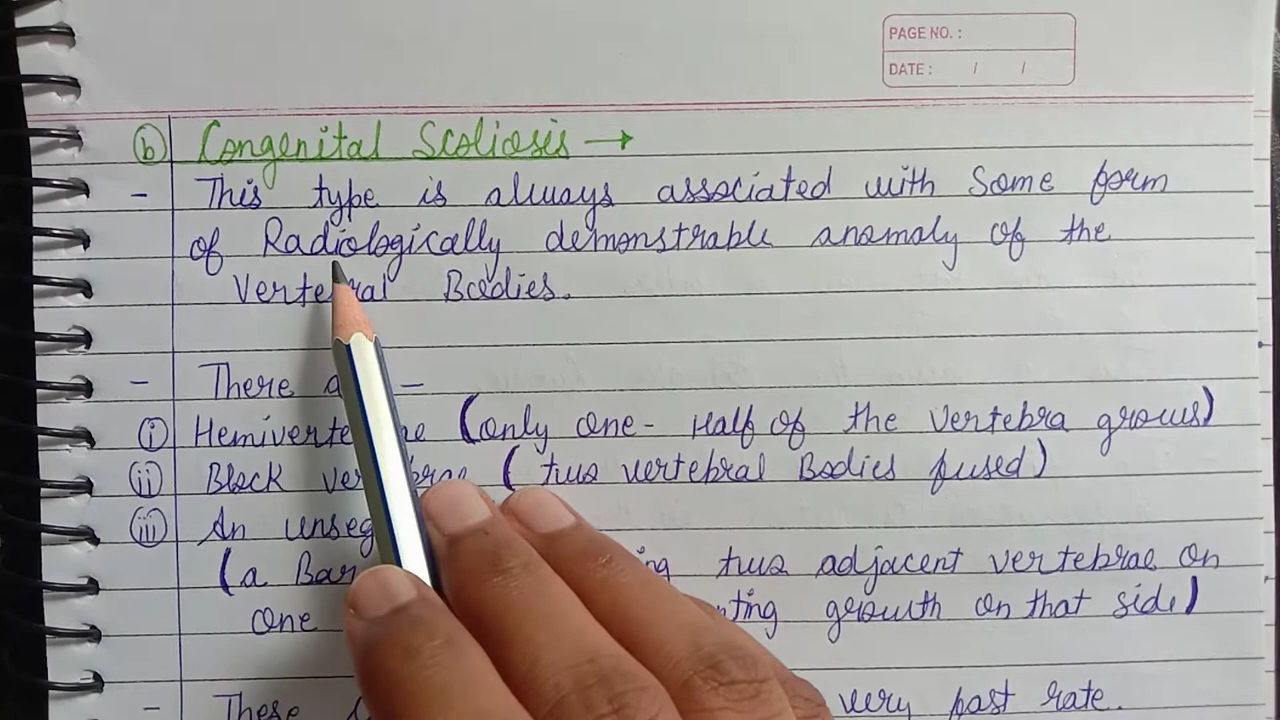 PAGE NO. :
DATE : / /
(b) Congenital Scoliosis →
- This type is always associated with some form
of Radiologically demonstrable anomaly of the
Vertebral Bodies.
- There a –
(i) Hemiverte (only one- Half of the vertebra grows)
(ii) Block vertebrae (two vertebral Bodies fused)
(iii) An unseg
(a Bar two adjacent vertebrae on
one growth on that side)
- These very fast rate.